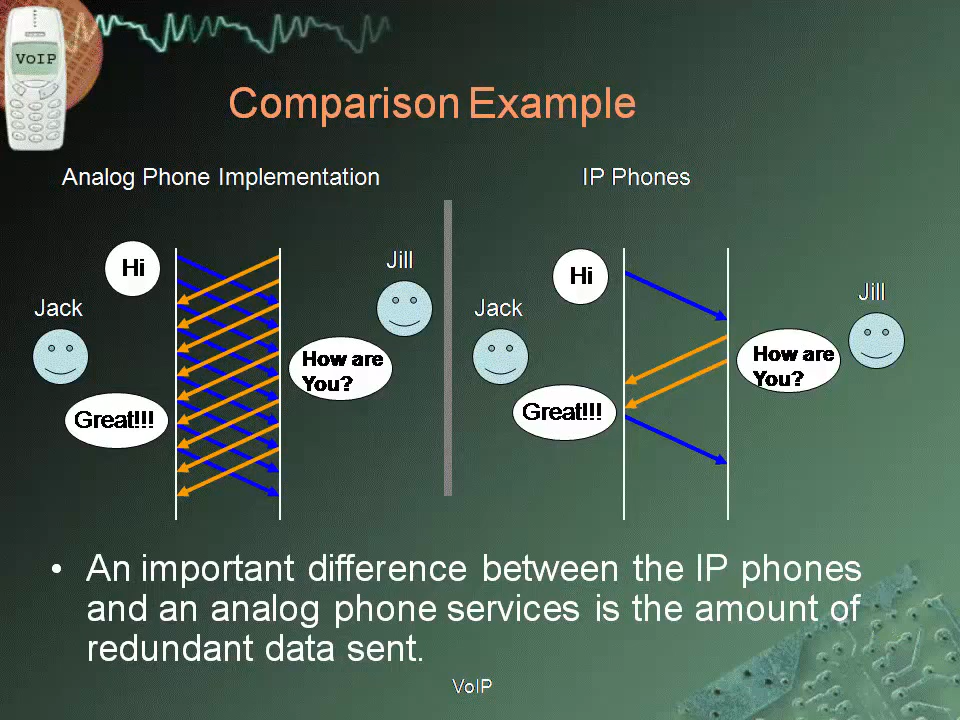 VoIP
Comparison Example
Analog Phone Implementation
IP Phones
Hi
Jill
Jack
How are
You?
Great!!!
Hi
Jill
Jack
How are
You?
Great!!!
• An important difference between the IP phones
and an analog phone services is the amount of
redundant data sent.
VoIP